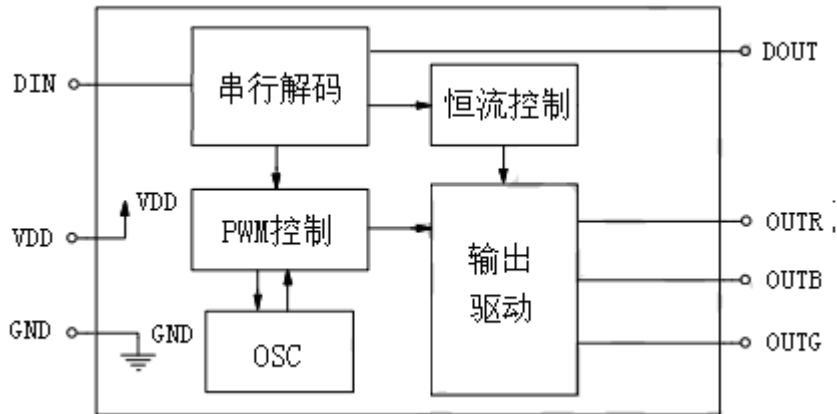 DOUT
DIN
串行解码
恒流控制
VDD
VDD
PWM控制
OUTR
输出
驱动
OUTB
GND
GND
OSC
OUTG